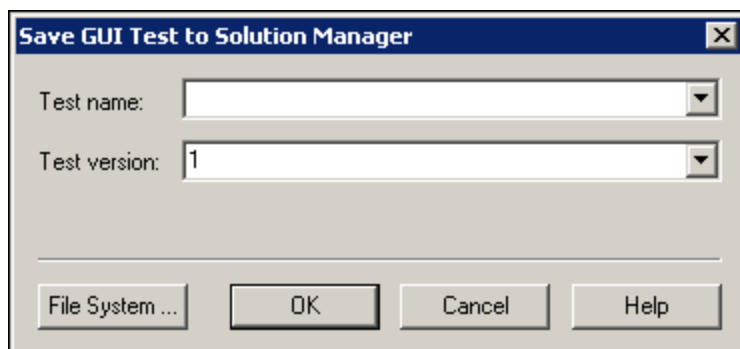 Save GUI Test to Solution Manager
Test name:
Test version: 1
File System ... OK Cancel Help